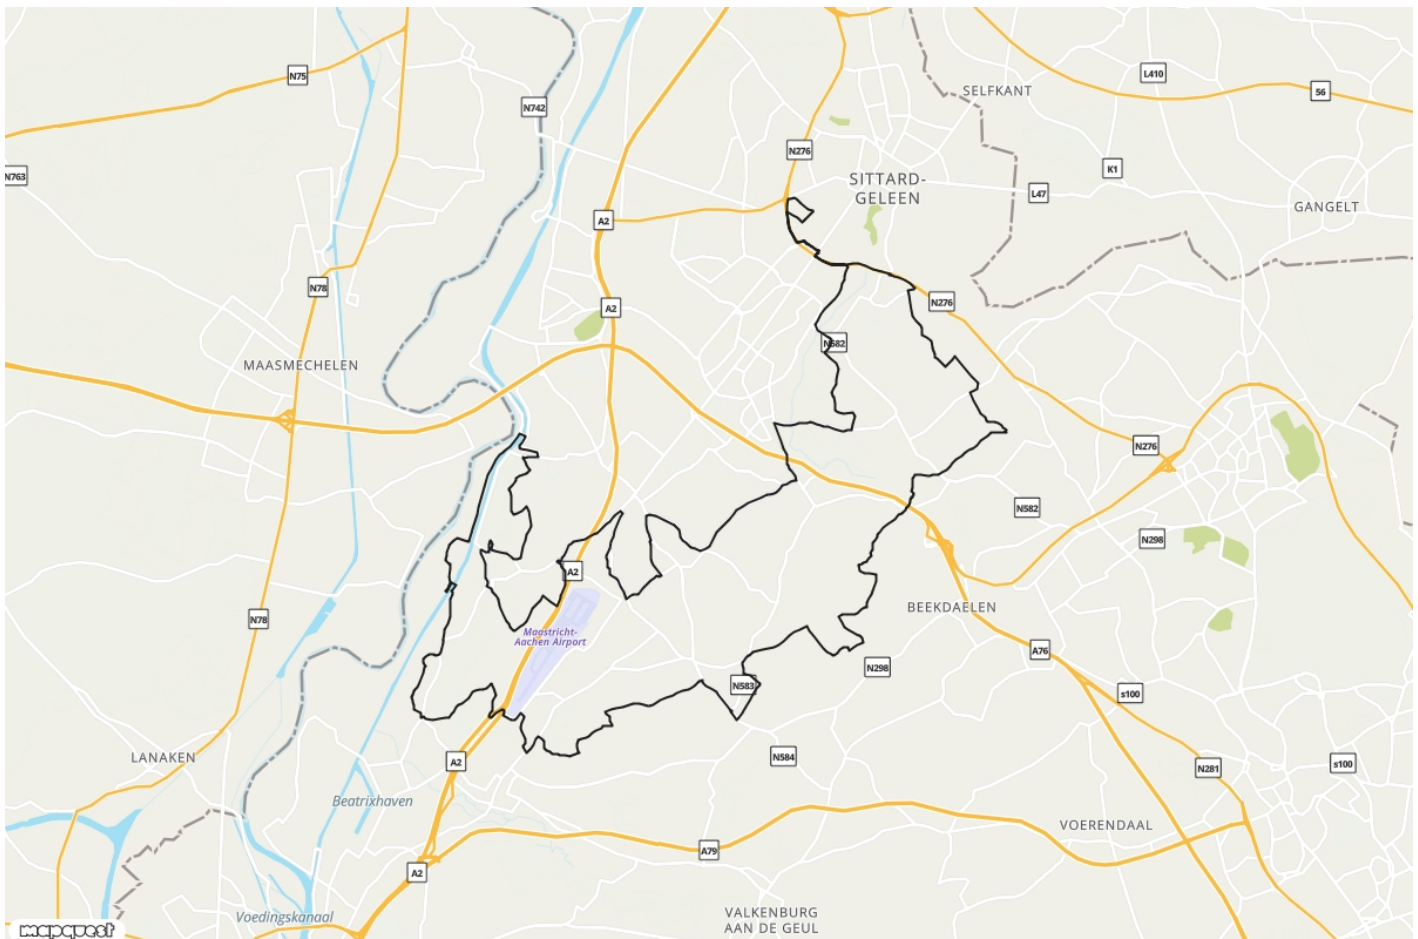 N75
L410
SELFKANT
56
N742
N276
K1
N763
SITTARD-
GELEEN
L47
GANGELT
A2
N78
N276
A2
N582
MAASMECHELEN
N276
N582
N298
A2
BEEKDAELEN
N78
Maastricht-
Aachen Airport
A76
N298
N583
s100
LANAKEN
N584
A2
s100
N281
Beatrixhaven
VOERENDAAL
A79
A2
VALKENBURG
AAN DE GEUL
Voedingskanaal
mapquest